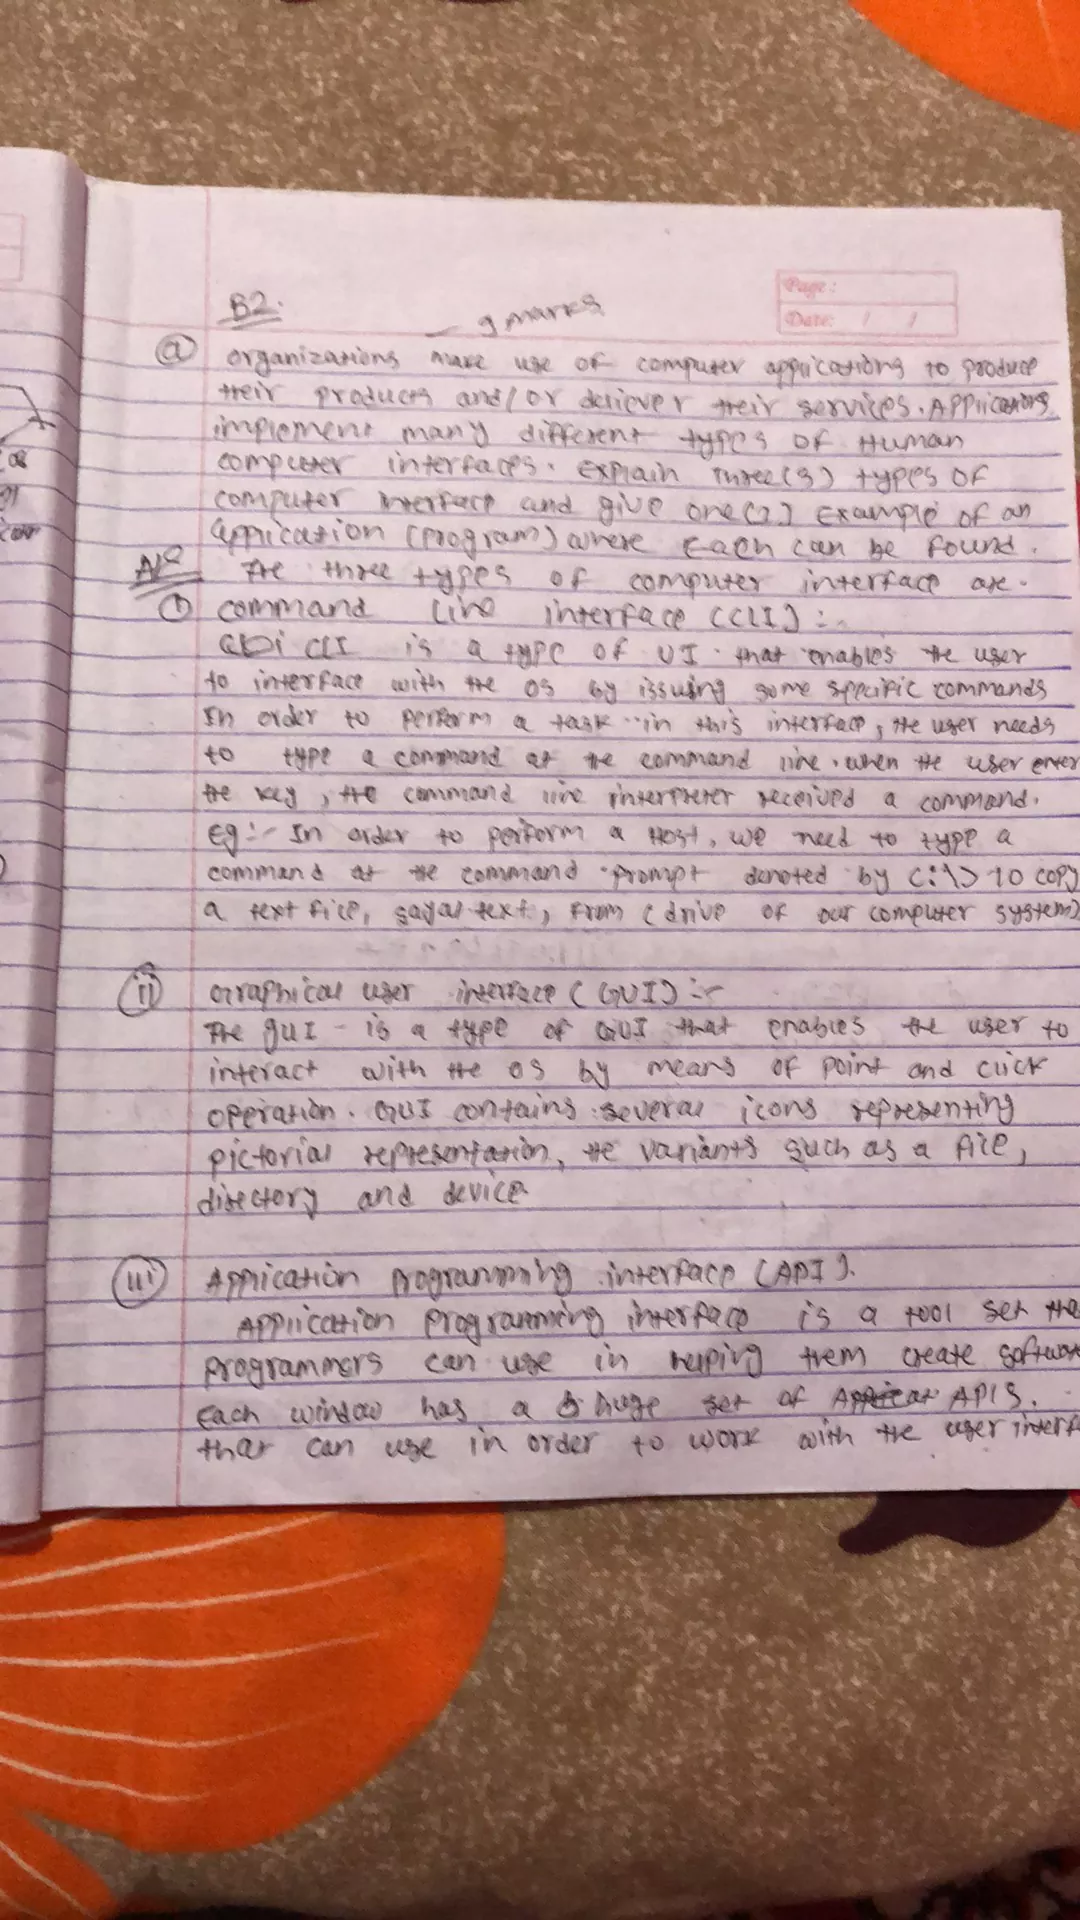 Page:
Date: / /
B2.
9 marks
a organizations make use of computer applications to produce
their products and/or deliever their services. Applications
implement many different types of Human
computer interfaces. Explain three(3) types of
computer interface and give one(1) Example of an
application (program) where Each can be found.
The three types of computer interface are.
i command line interface (CLI) :-
CLI is a type of UI that enables the user
to interface with the OS by issuing some specific commands
In order to perform a task in this interface, the user needs
to type a command at the command line. when the user enter
the key, the command line interpreter received a command.
Eg:- In order to perform a Host, we need to type a
command at the command prompt denoted by C:\> To copy
a text file, text, from (drive of our computer system)
ii Graphical user interface (GUI) :-
The gUI - is a type of GUI that enables the user to
interact with the OS by means of point and click
operation. GUI contains several icons representing
pictorial representation, the variants such as a file,
directory and device
iii Application programming interface (API).
Application programming interface is a tool set the
programmers can use in helping them create software
Each window has a huge set of APIS.
that can use in order to work with the user interf